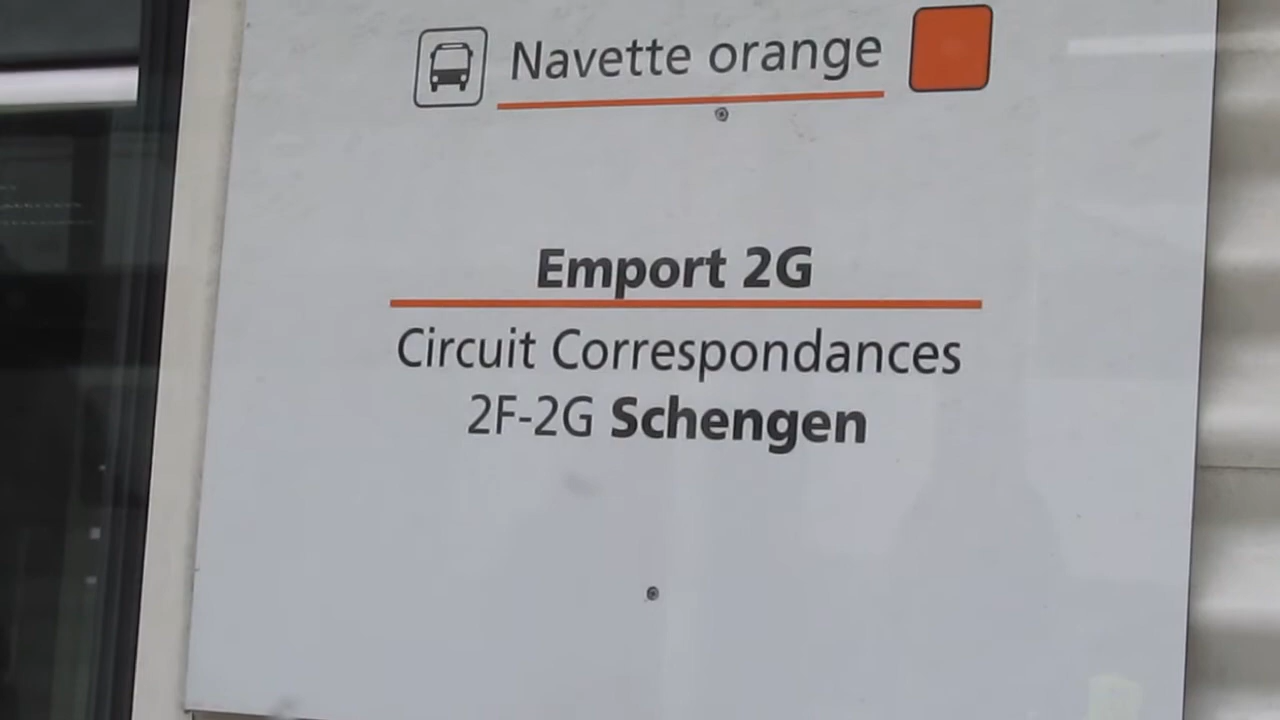 Navette orange
Emport 2G
Circuit Correspondances
2F-2G Schengen